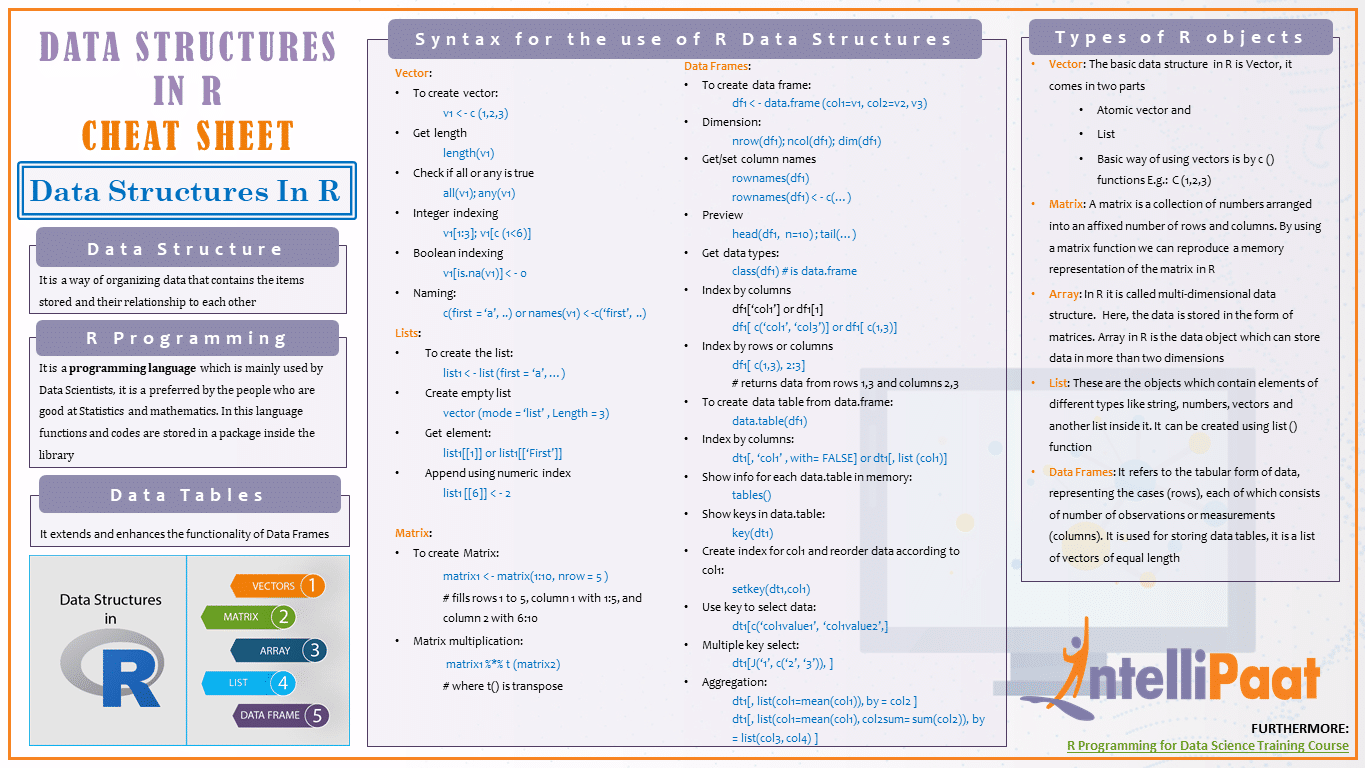 DATA STRUCTURES
IN R
CHEAT SHEET
Data Structures In R
Data Structure
It is a way of organizing data that contains the items
stored and their relationship to each other
R Programming
It is a programming language which is mainly used by
Data Scientists, it is a preferred by the people who are
good at Statistics and mathematics. In this language
functions and codes are stored in a package inside the
library
Data Tables
It extends and enhances the functionality of Data Frames
Data Structures
in
R
VECTORS 1
MATRIX 2
ARRAY 3
LIST 4
DATA FRAME 5
Syntax for the use of R Data Structures
Vector:
• To create vector:
v1 <- c (1,2,3)
• Get length
length(v1)
• Check if all or any is true
all(v1); any(v1)
• Integer indexing
v1[1:3]; v1[c (1<6)]
• Boolean indexing
v1[is.na(v1)] <- 0
• Naming:
c(first = ‘a’, ..) or names(v1) <-c(‘first’, ..)
Lists:
• To create the list:
list1 <- list (first = ‘a’, ...)
• Create empty list
vector (mode = ‘list’ , Length = 3)
• Get element:
list1[[1]] or list1[[‘First’]]
• Append using numeric index
list1 [[6]] <- 2
Matrix:
• To create Matrix:
matrix1 <- matrix(1:10, nrow = 5 )
# fills rows 1 to 5, column 1 with 1:5, and
column 2 with 6:10
• Matrix multiplication:
matrix1 %*% t (matrix2)
# where t() is transpose
Data Frames:
• To create data frame:
df1 <- data.frame (col1=v1, col2=v2, v3)
• Dimension:
nrow(df1); ncol(df1); dim(df1)
• Get/set column names
rownames(df1)
rownames(df1) <- c(...)
• Preview
head(df1, n=10) ; tail(...)
• Get data types:
class(df1) # is data.frame
• Index by columns
df1[‘col1’] or df1[1]
df1[ c(‘col1’, ‘col3’)] or df1[ c(1,3)]
• Index by rows or columns
df1[ c(1,3), 2:3]
# returns data from rows 1,3 and columns 2,3
• To create data table from data.frame:
data.table(df1)
• Index by columns:
dt1[, ‘col1’ , with= FALSE] or dt1[, list (col1)]
• Show info for each data.table in memory:
tables()
• Show keys in data.table:
key(dt1)
• Create index for col1 and reorder data according to
col1:
setkey(dt1,col1)
• Use key to select data:
dt1[c(‘col1value1’, ‘col1value2’,]
• Multiple key select:
dt1[J(‘1’, c(‘2’, ‘3’)), ]
• Aggregation:
dt1[, list(col1=mean(col1)), by = col2 ]
dt1[, list(col1=mean(col1), col2sum= sum(col2)), by
= list(col3, col4) ]
Types of R objects
• Vector: The basic data structure in R is Vector, it
comes in two parts
• Atomic vector and
• List
• Basic way of using vectors is by c ()
functions E.g.: C (1,2,3)
• Matrix: A matrix is a collection of numbers arranged
into an affixed number of rows and columns. By using
a matrix function we can reproduce a memory
representation of the matrix in R
• Array: In R it is called multi-dimensional data
structure. Here, the data is stored in the form of
matrices. Array in R is the data object which can store
data in more than two dimensions
• List: These are the objects which contain elements of
different types like string, numbers, vectors and
another list inside it. It can be created using list ()
function
• Data Frames: It refers to the tabular form of data,
representing the cases (rows), each of which consists
of number of observations or measurements
(columns). It is used for storing data tables, it is a list
of vectors of equal length
intelliPaat
FURTHERMORE:
R Programming for Data Science Training Course